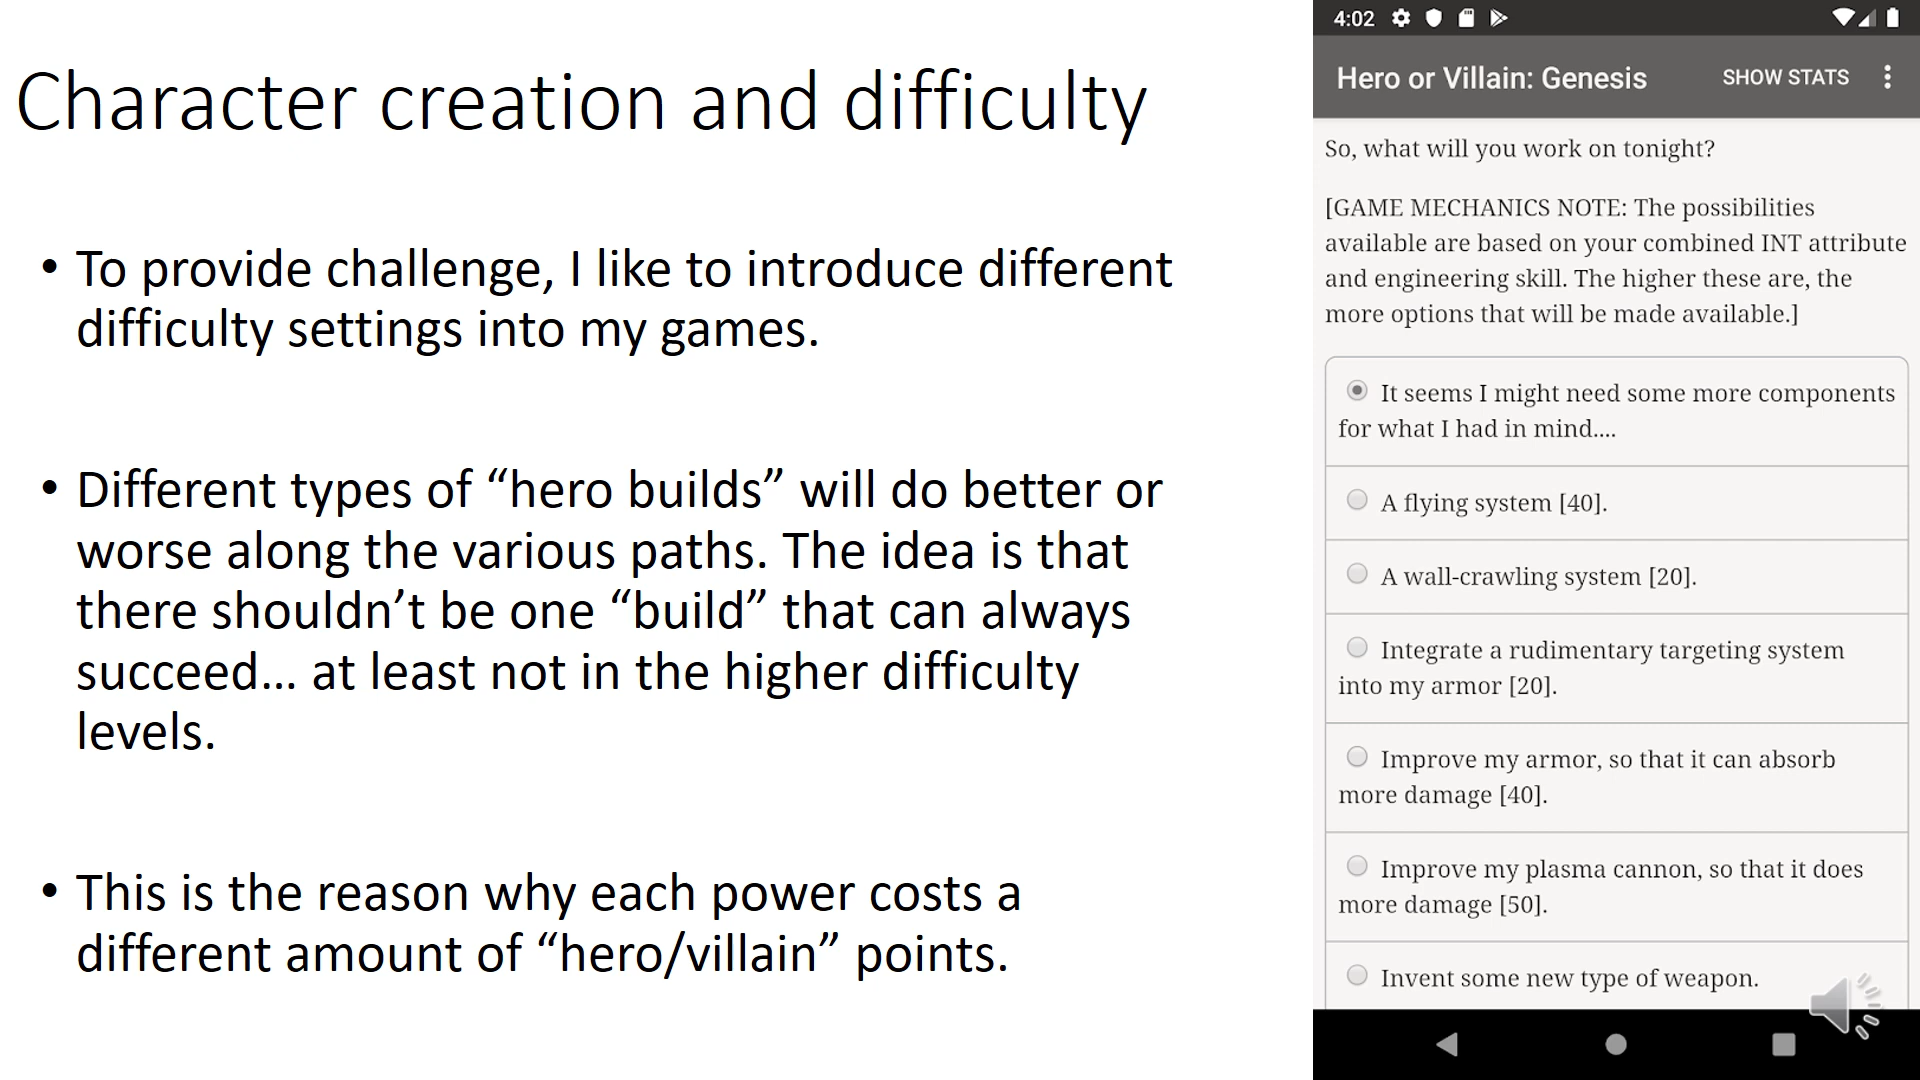 Character creation and difficulty
• To provide challenge, I like to introduce different
difficulty settings into my games.
• Different types of “hero builds” will do better or
worse along the various paths. The idea is that
there shouldn’t be one “build” that can always
succeed… at least not in the higher difficulty
levels.
• This is the reason why each power costs a
different amount of “hero/villain” points.
4:02
Hero or Villain: Genesis SHOW STATS
So, what will you work on tonight?
[GAME MECHANICS NOTE: The possibilities
available are based on your combined INT attribute
and engineering skill. The higher these are, the
more options that will be made available.]
It seems I might need some more components
for what I had in mind....
A flying system [40].
A wall-crawling system [20].
Integrate a rudimentary targeting system
into my armor [20].
Improve my armor, so that it can absorb
more damage [40].
Improve my plasma cannon, so that it does
more damage [50].
Invent some new type of weapon.